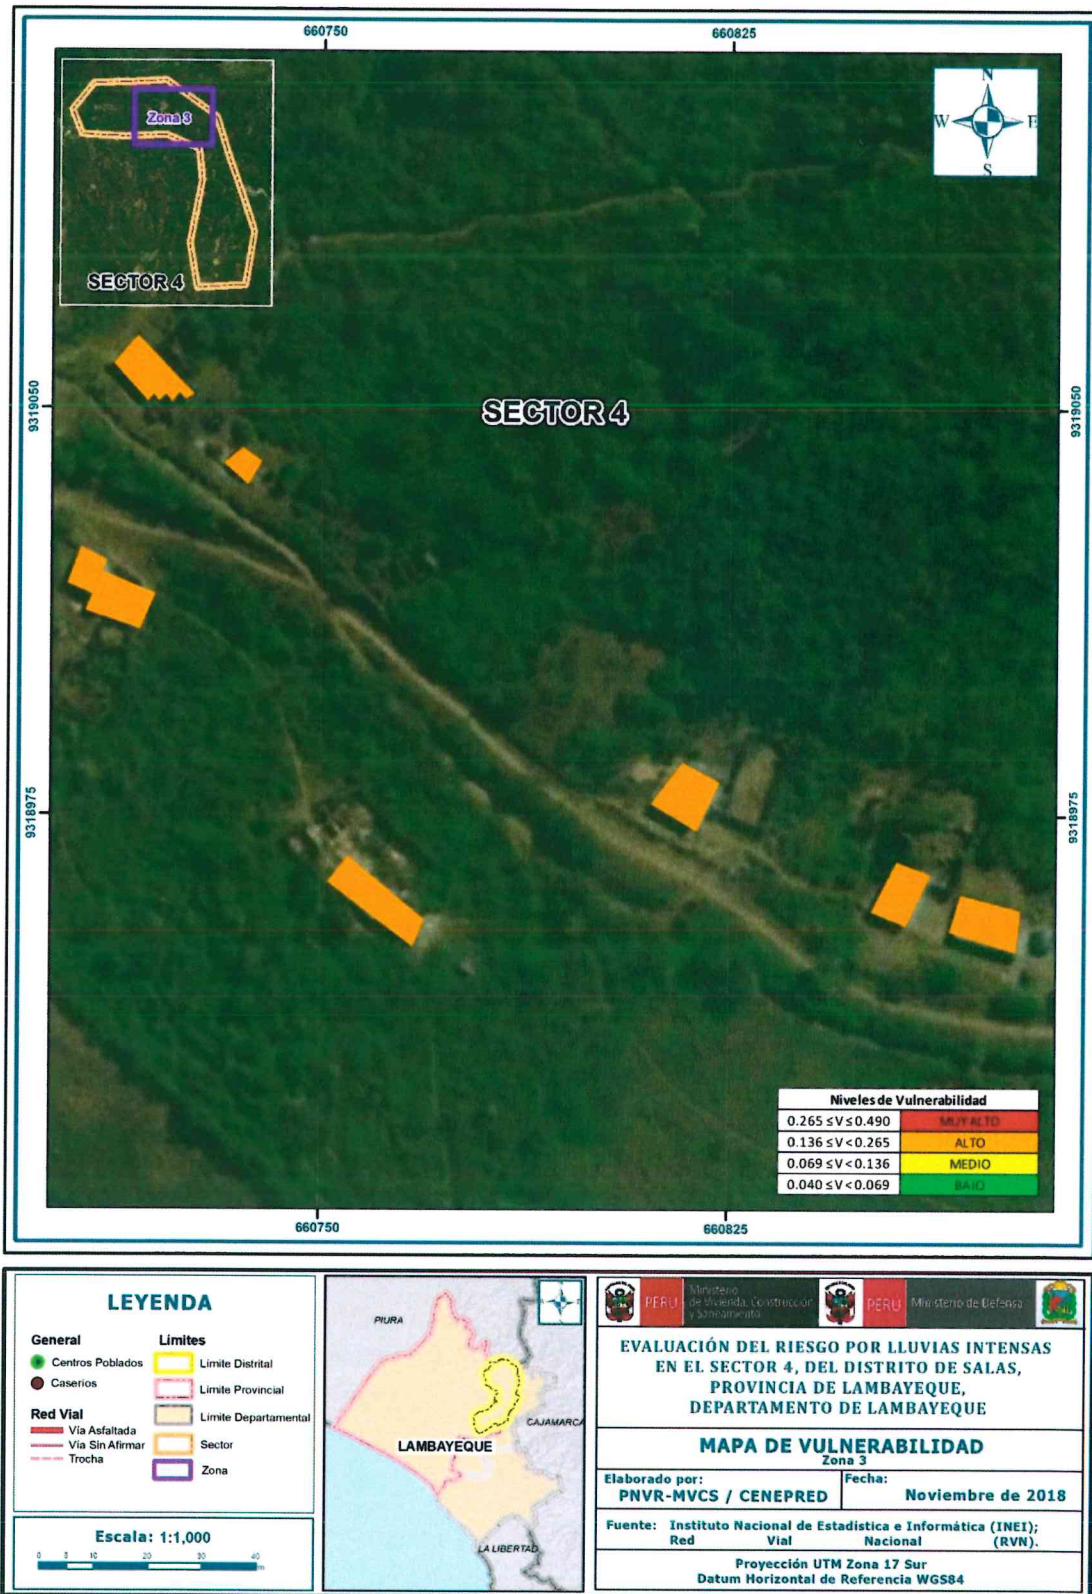 660750
660825
Zona 3
SECTOR 4
N
W
E
S
9319050
9319050
SECTOR 4
9318975
9318975
Niveles de Vulnerabilidad
0.265 ≤ V ≤ 0.490 MUY ALTO
0.136 ≤ V < 0.265 ALTO
0.069 ≤ V < 0.136 MEDIO
0.040 ≤ V < 0.069 BAJO
660750
660825
LEYENDA
General
Centros Poblados
Caserios
Red Vial
Vía Asfaltada
Vía Sin Afirmar
Trocha
Limites
Limite Distrital
Limite Provincial
Limite Departamental
Sector
Zona
Escala: 1:1,000
0 5 10 20 30 40
m
PIURA
CAJAMARCA
LAMBAYEQUE
LA LIBERTAD
PERÚ
Ministerio
de Vivienda, Construcción
y Saneamiento
PERÚ
Ministerio de Defensa
EVALUACIÓN DEL RIESGO POR LLUVIAS INTENSAS
EN EL SECTOR 4, DEL DISTRITO DE SALAS,
PROVINCIA DE LAMBAYEQUE,
DEPARTAMENTO DE LAMBAYEQUE
MAPA DE VULNERABILIDAD
Zona 3
Elaborado por:
PNVR-MVCS / CENEPRED
Fecha:
Noviembre de 2018
Fuente: Instituto Nacional de Estadística e Informática (INEI);
Red Vial Nacional (RVN).
Proyección UTM Zona 17 Sur
Datum Horizontal de Referencia WGS84